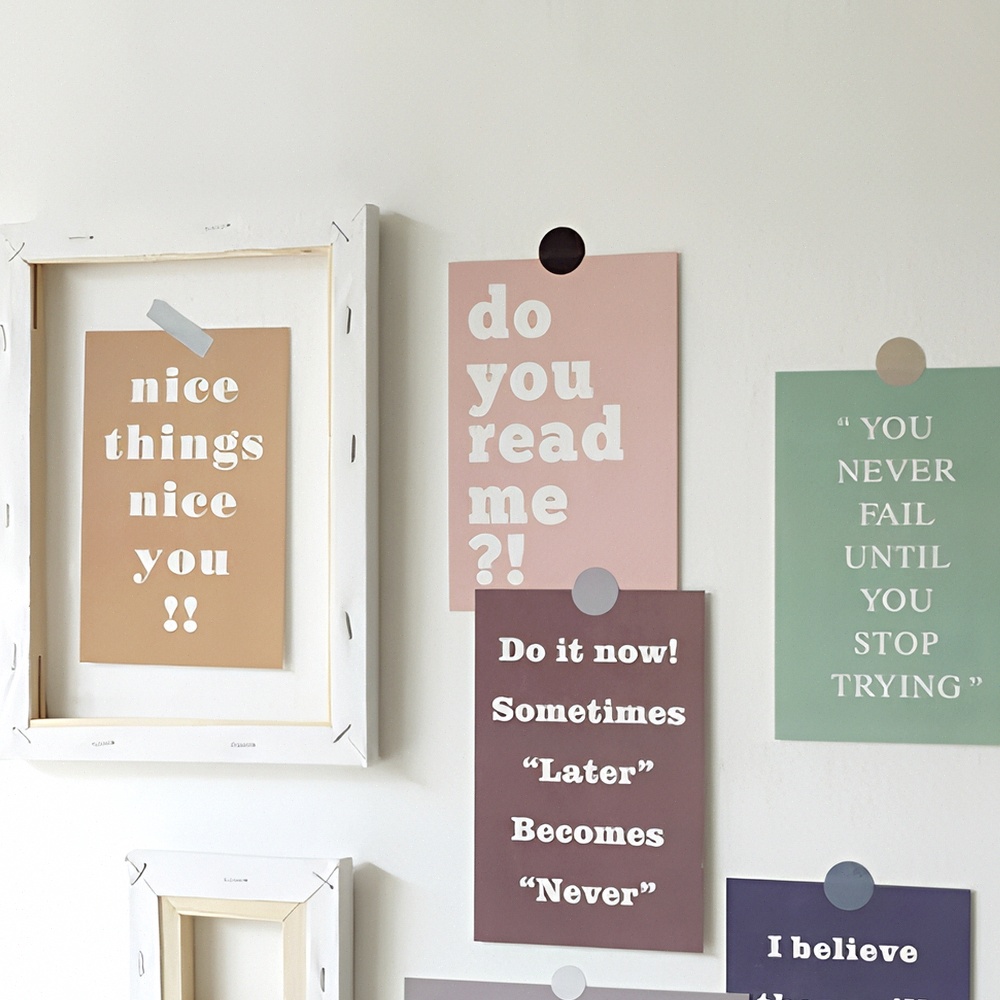 nice
things
nice
you
!!
do
you
read
me
?!
“ YOU
NEVER
FAIL
UNTIL
YOU
STOP
TRYING ”
Do it now!
Sometimes
“Later”
Becomes
“Never”
I believe